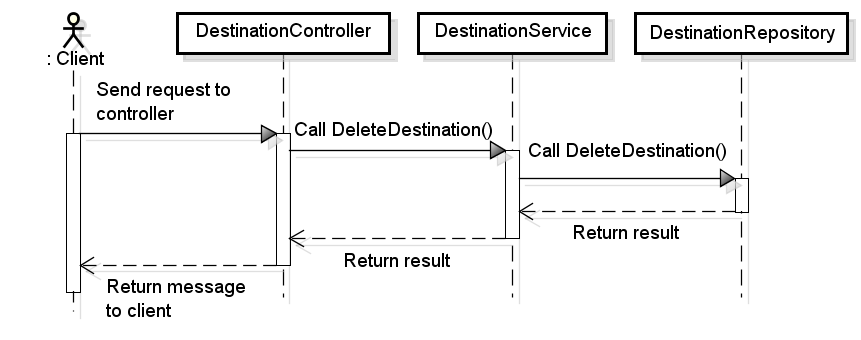 DestinationController
DestinationService
DestinationRepository
: Client
Send request to
controller
Call DeleteDestination()
Call DeleteDestination()
Return result
Return result
Return message
to client